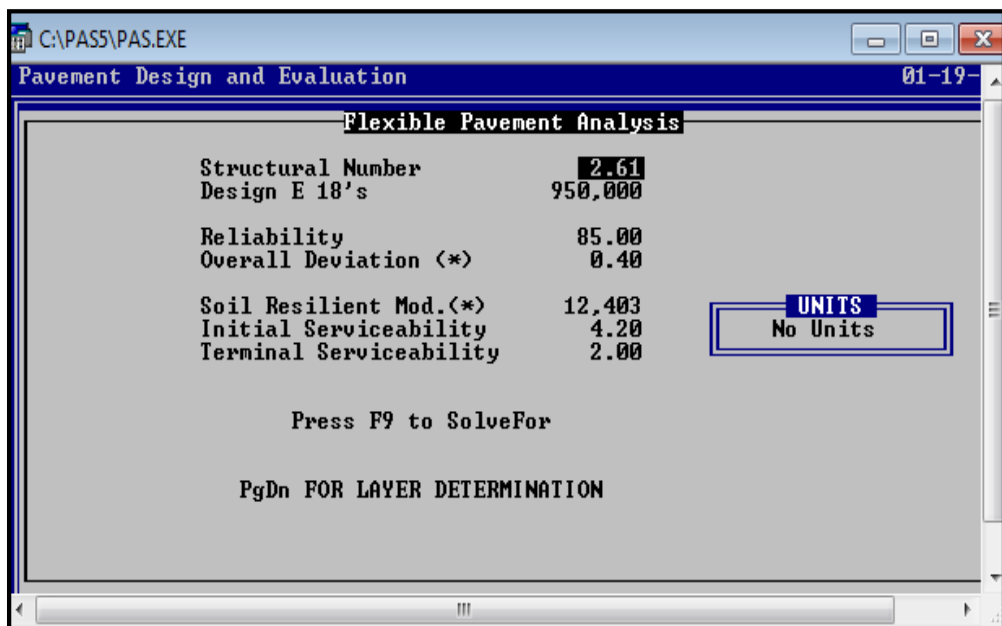 C:\PAS5\PAS.EXE
Pavement Design and Evaluation 01-19-
Flexible Pavement Analysis
Structural Number 2.61
Design E 18's 950,000
Reliability 85.00
Overall Deviation (*) 0.40
Soil Resilient Mod.(*) 12,403
Initial Serviceability 4.20
Terminal Serviceability 2.00
UNITS
No Units
Press F9 to SolveFor
PgDn FOR LAYER DETERMINATION